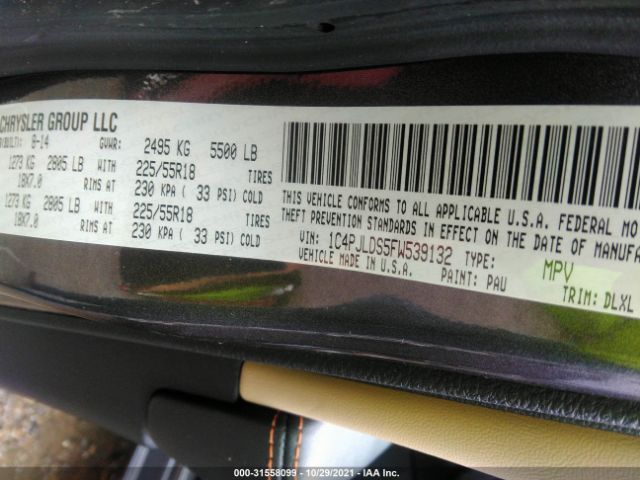 CHRYSLER GROUP LLC
8-14 GVWR: 2495 KG 5500 LB
1273 KG 2805 LB WITH 225/55R18 TIRES
18X7.0 RIMS AT 230 KPA ( 33 PSI) COLD
1273 KG 2805 LB WITH 225/55R18 TIRES
18X7.0 RIMS AT 230 KPA ( 33 PSI) COLD
THIS VEHICLE CONFORMS TO ALL APPLICABLE U.S.A. FEDERAL MO
THEFT PREVENTION STANDARDS IN EFFECT ON THE DATE OF MANUFA
VIN: 1C4PJLDS5FW539132 TYPE: MPV
VEHICLE MADE IN U.S.A. PAINT: PAU TRIM: DLXL
000-31558099 - 10/29/2021 - IAA Inc.